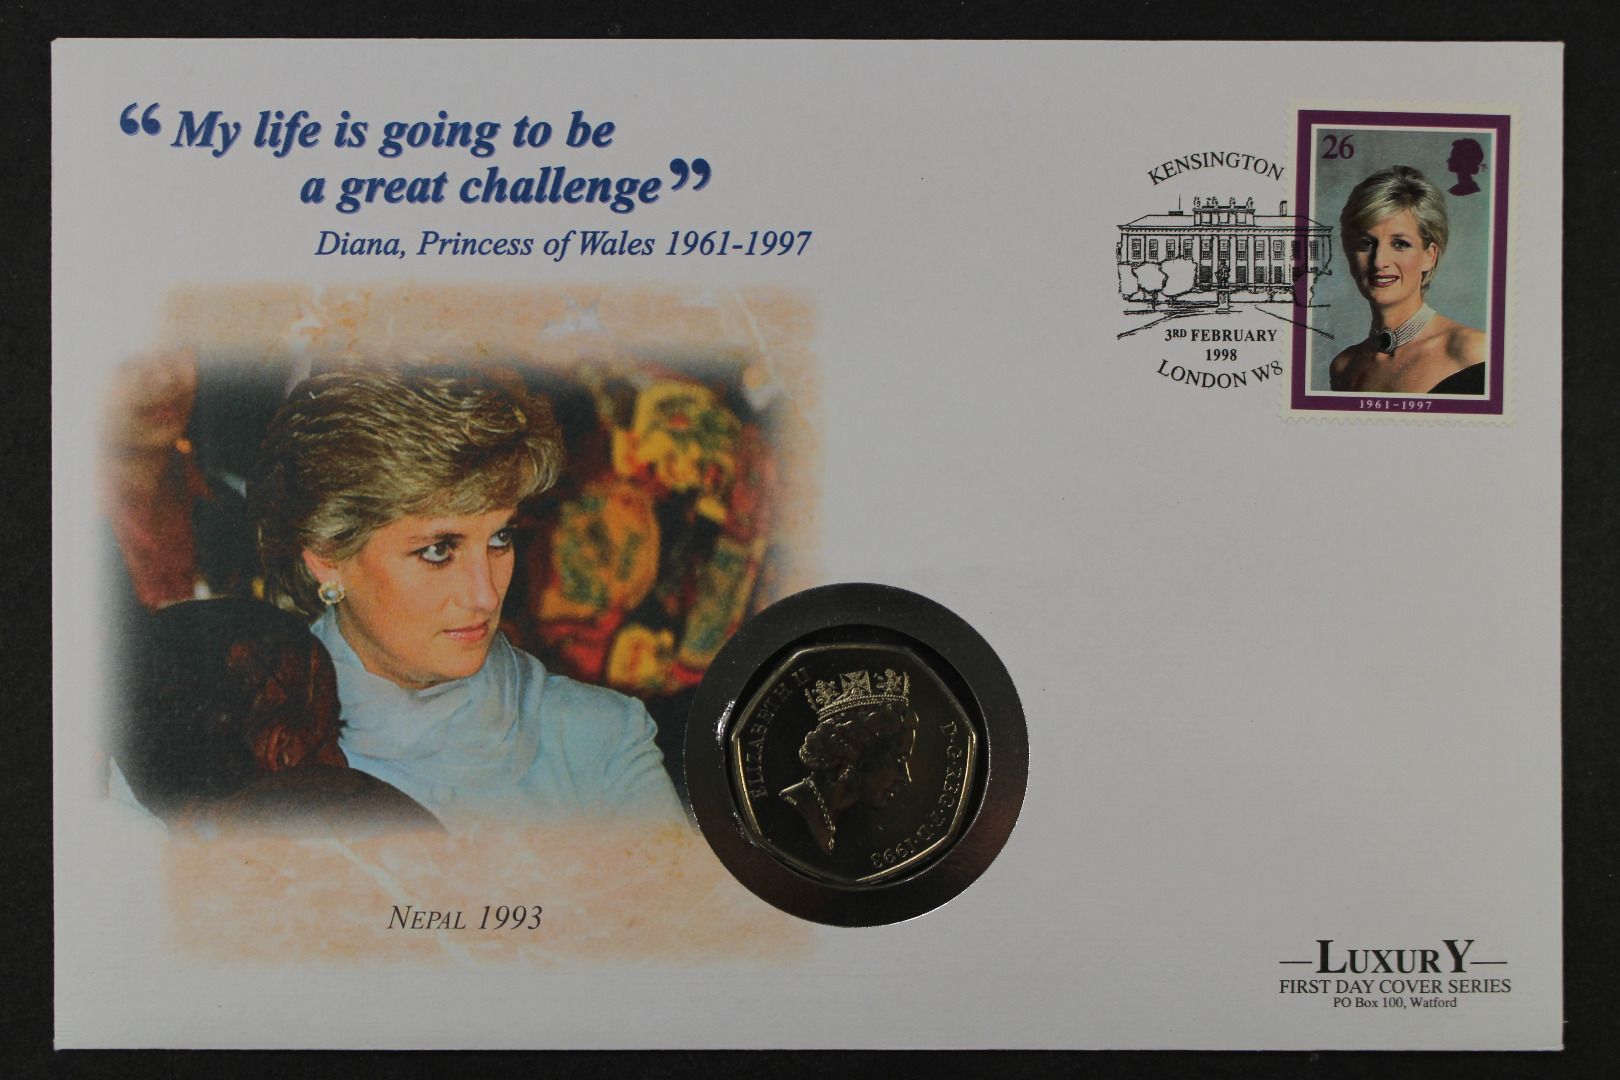 “My life is going to be
a great challenge”
Diana, Princess of Wales 1961-1997
KENSINGTON
3RD FEBRUARY
1998
LONDON W8
26
1961-1997
ELIZABETH II
D·G·REG·F·D·1993
NEPAL 1993
LUXURY
FIRST DAY COVER SERIES
PO Box 100, Watford